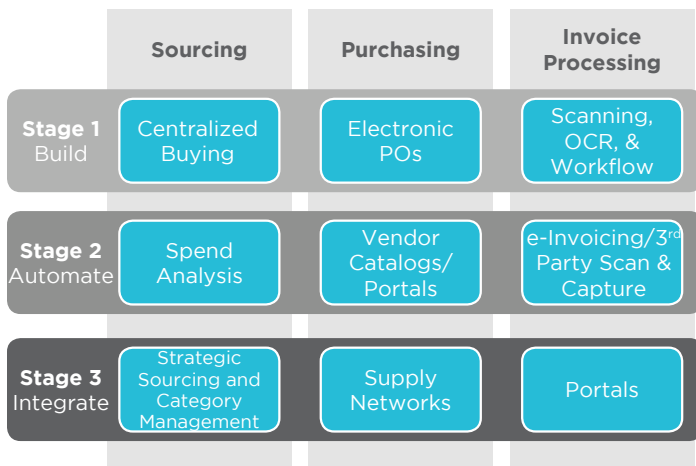 Sourcing
Purchasing
Invoice
Processing
Stage 1
Build
Centralized
Buying
Electronic
POs
Scanning,
OCR, &
Workflow
Stage 2
Automate
Spend
Analysis
Vendor
Catalogs/
Portals
e-Invoicing/3rd
Party Scan &
Capture
Stage 3
Integrate
Strategic
Sourcing and
Category
Management
Supply
Networks
Portals